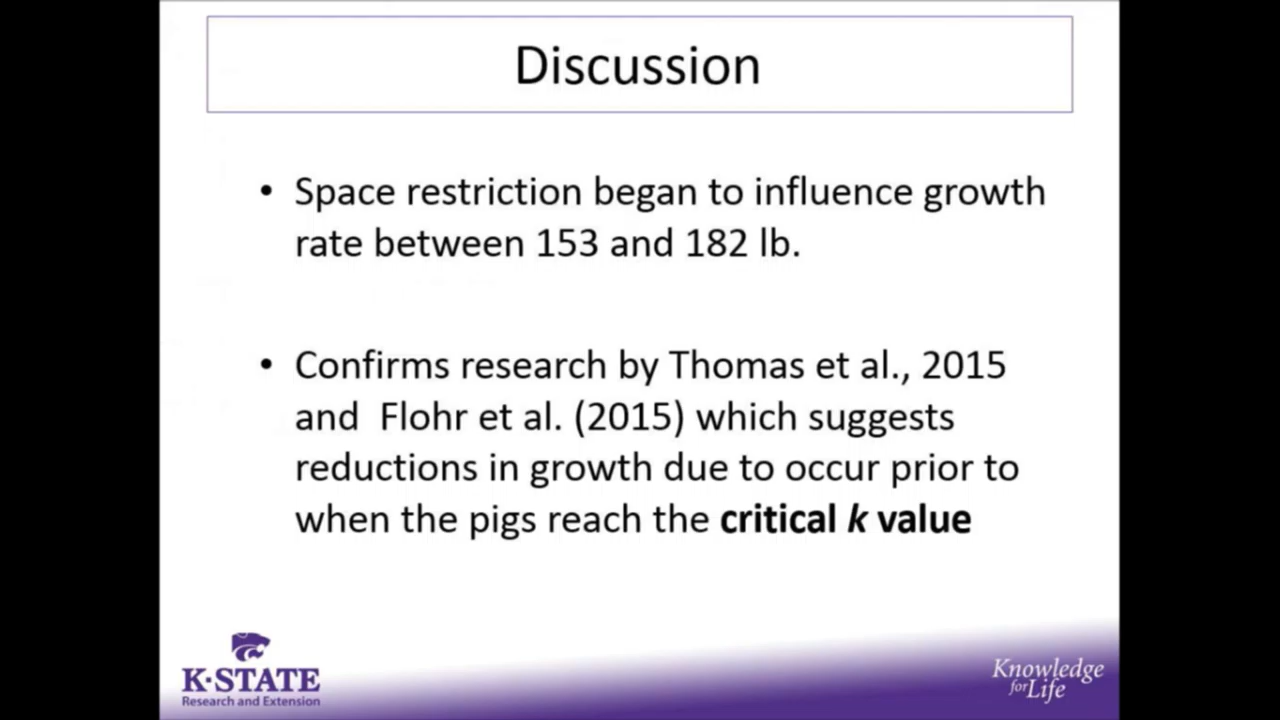 Discussion
• Space restriction began to influence growth
rate between 153 and 182 lb.
• Confirms research by Thomas et al., 2015
and  Flohr et al. (2015) which suggests
reductions in growth due to occur prior to
when the pigs reach the critical k value
K•STATE
Research and Extension
Knowledge
for Life